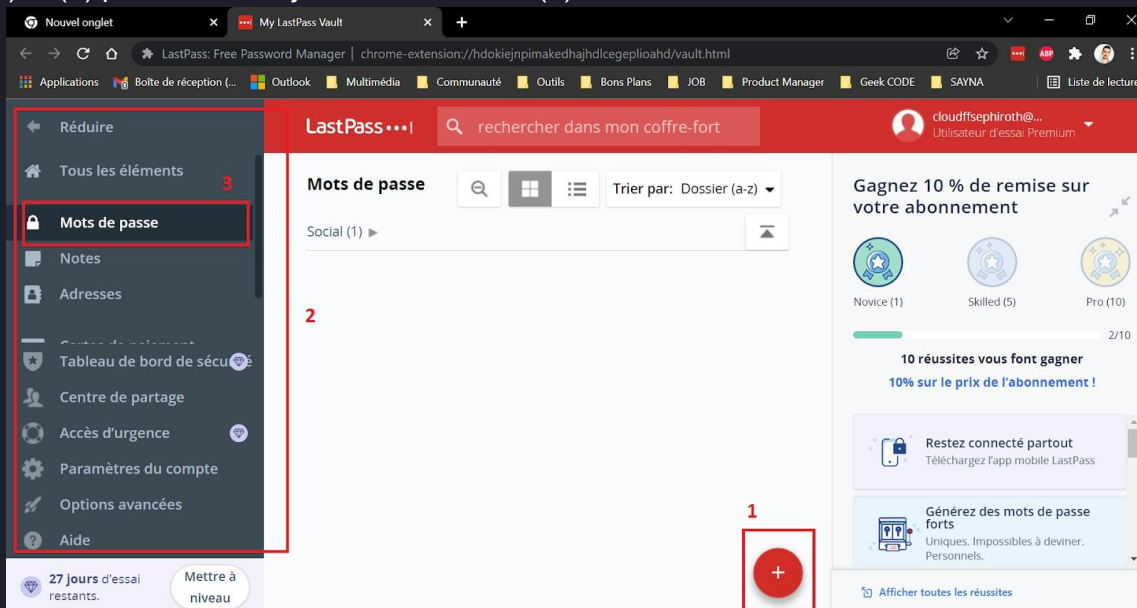 Nouvel onglet
My LastPass Vault
LastPass: Free Password Manager | chrome-extension://hdokiejnpimakedhajhdlcegeplioahd/vault.html
Applications
Boîte de réception (...
Outlook
Multimédia
Communauté
Outils
Bons Plans
JOB
Product Manager
Geek CODE
SAYNA
Liste de lecture
Réduire
Tous les éléments
3
Mots de passe
Notes
Adresses
Tableau de bord de sécurité
Centre de partage
Accès d'urgence
Paramètres du compte
Options avancées
Aide
27 jours d'essai
restants.
Mettre à
niveau
2
LastPass
rechercher dans mon coffre-fort
cloudffsephiroth@...
Utilisateur d'essai Premium
Mots de passe
Trier par: Dossier (a-z)
Social (1)
1
+
Gagnez 10 % de remise sur
votre abonnement
Novice (1)
Skilled (5)
Pro (10)
2/10
10 réussites vous font gagner
10% sur le prix de l'abonnement !
Restez connecté partout
Téléchargez l'app mobile LastPass
Générez des mots de passe
forts
Uniques. Impossibles à deviner.
Personnels.
Afficher toutes les réussites